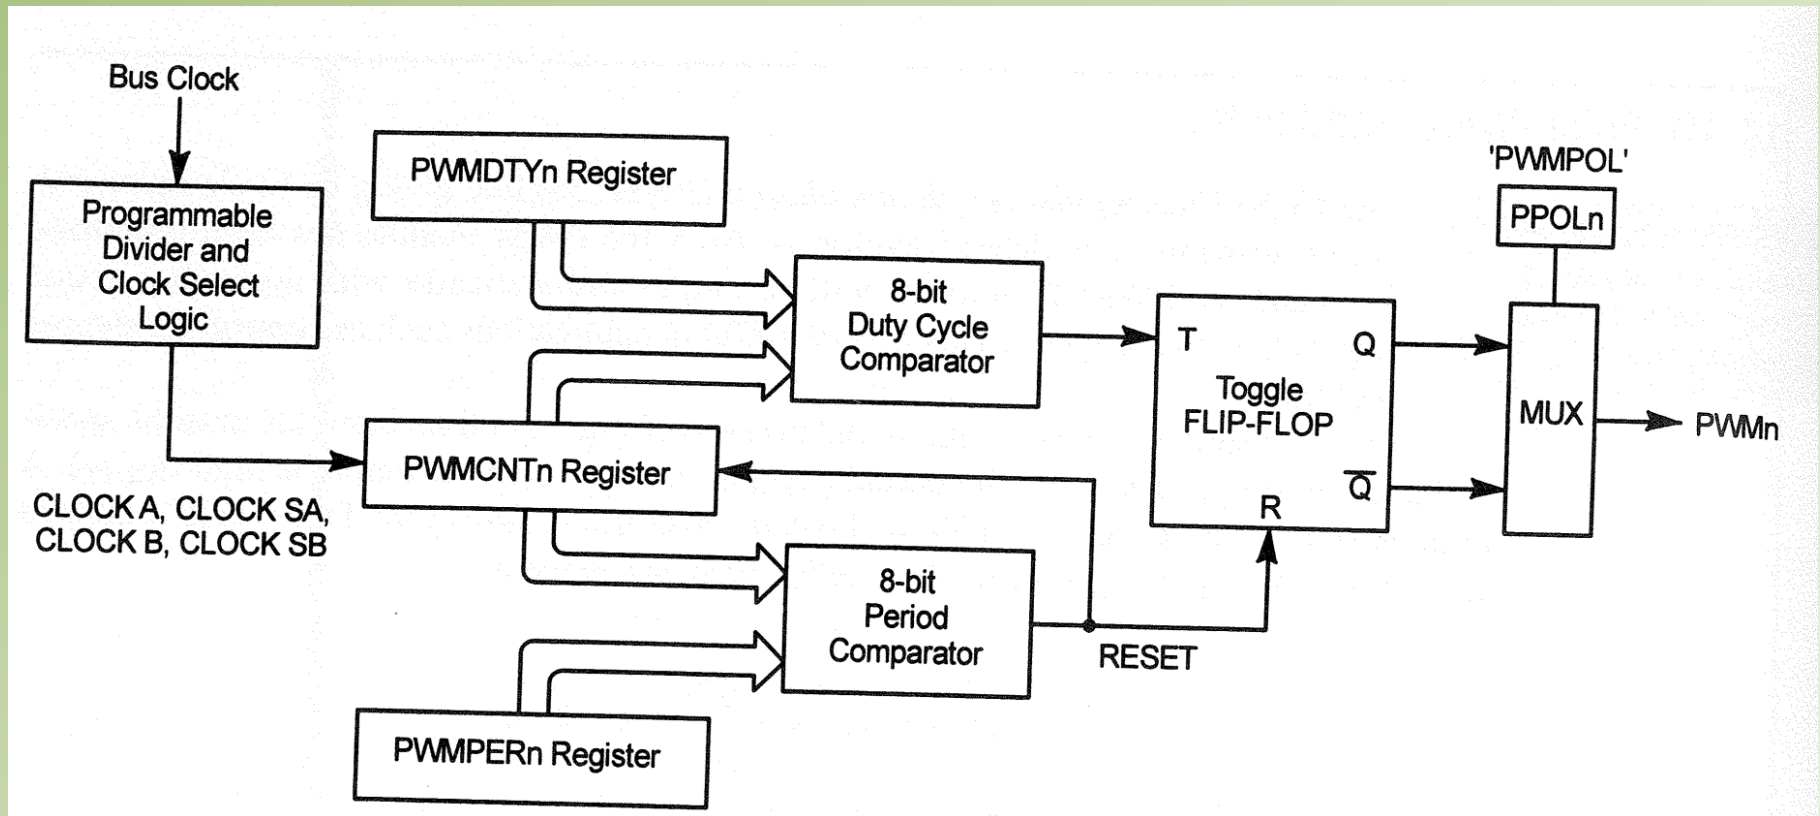 Bus Clock
Programmable
Divider and
Clock Select
Logic
CLOCK A, CLOCK SA,
CLOCK B, CLOCK SB
PWMDTYn Register
PWMCNTn Register
PWMPERn Register
8-bit
Duty Cycle
Comparator
8-bit
Period
Comparator
RESET
T
Q
Toggle
FLIP-FLOP
Q̅
R
'PWMPOL'
PPOLn
MUX
PWMn